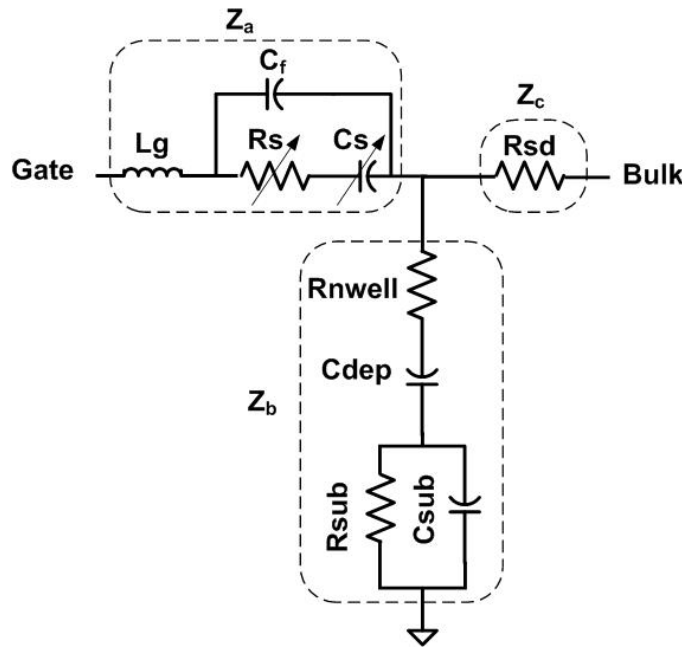 Za
Cf
Zc
Lg
Rs
Cs
Rsd
Gate
Bulk
Rnwell
Cdep
Zb
Rsub
Csub